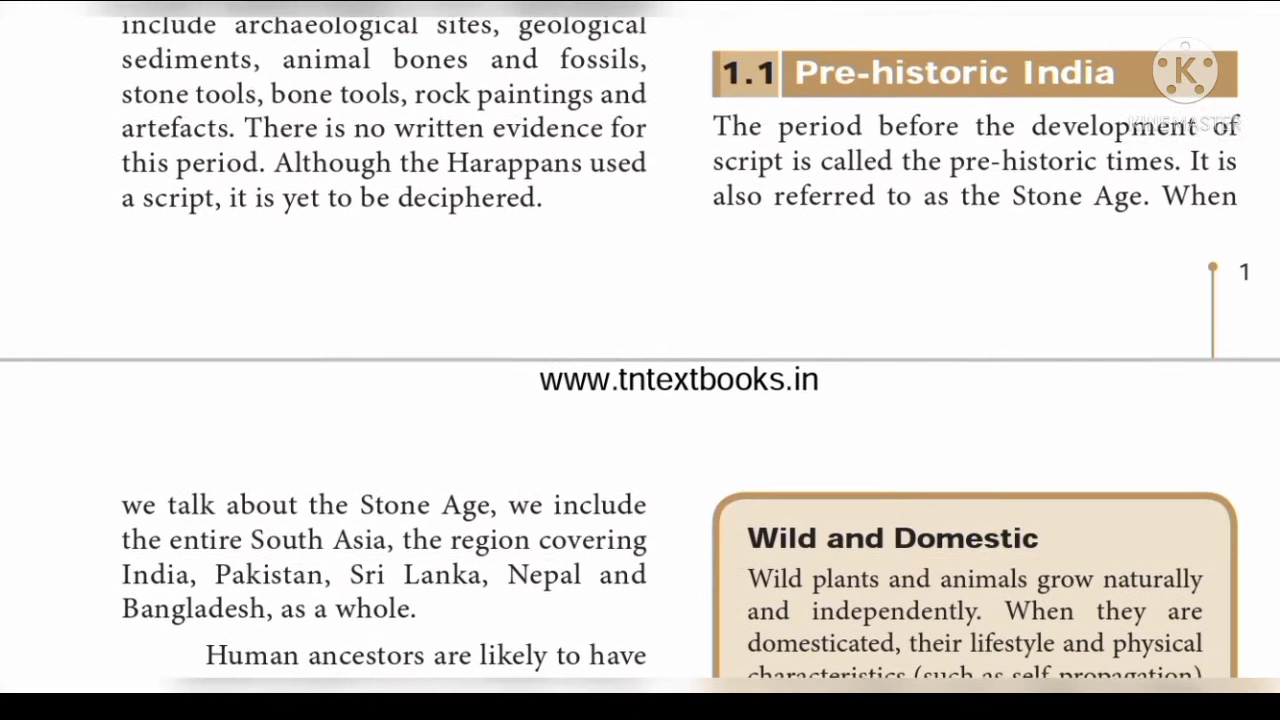 include archaeological sites, geological
sediments, animal bones and fossils,
stone tools, bone tools, rock paintings and
artefacts. There is no written evidence for
this period. Although the Harappans used
a script, it is yet to be deciphered.
1.1 Pre-historic India
K
KINEMASTER
The period before the development of
script is called the pre-historic times. It is
also referred to as the Stone Age. When
1
www.tntextbooks.in
we talk about the Stone Age, we include
the entire South Asia, the region covering
India, Pakistan, Sri Lanka, Nepal and
Bangladesh, as a whole.
Human ancestors are likely to have
Wild and Domestic
Wild plants and animals grow naturally
and independently. When they are
domesticated, their lifestyle and physical
characteristics (such as self propagation)